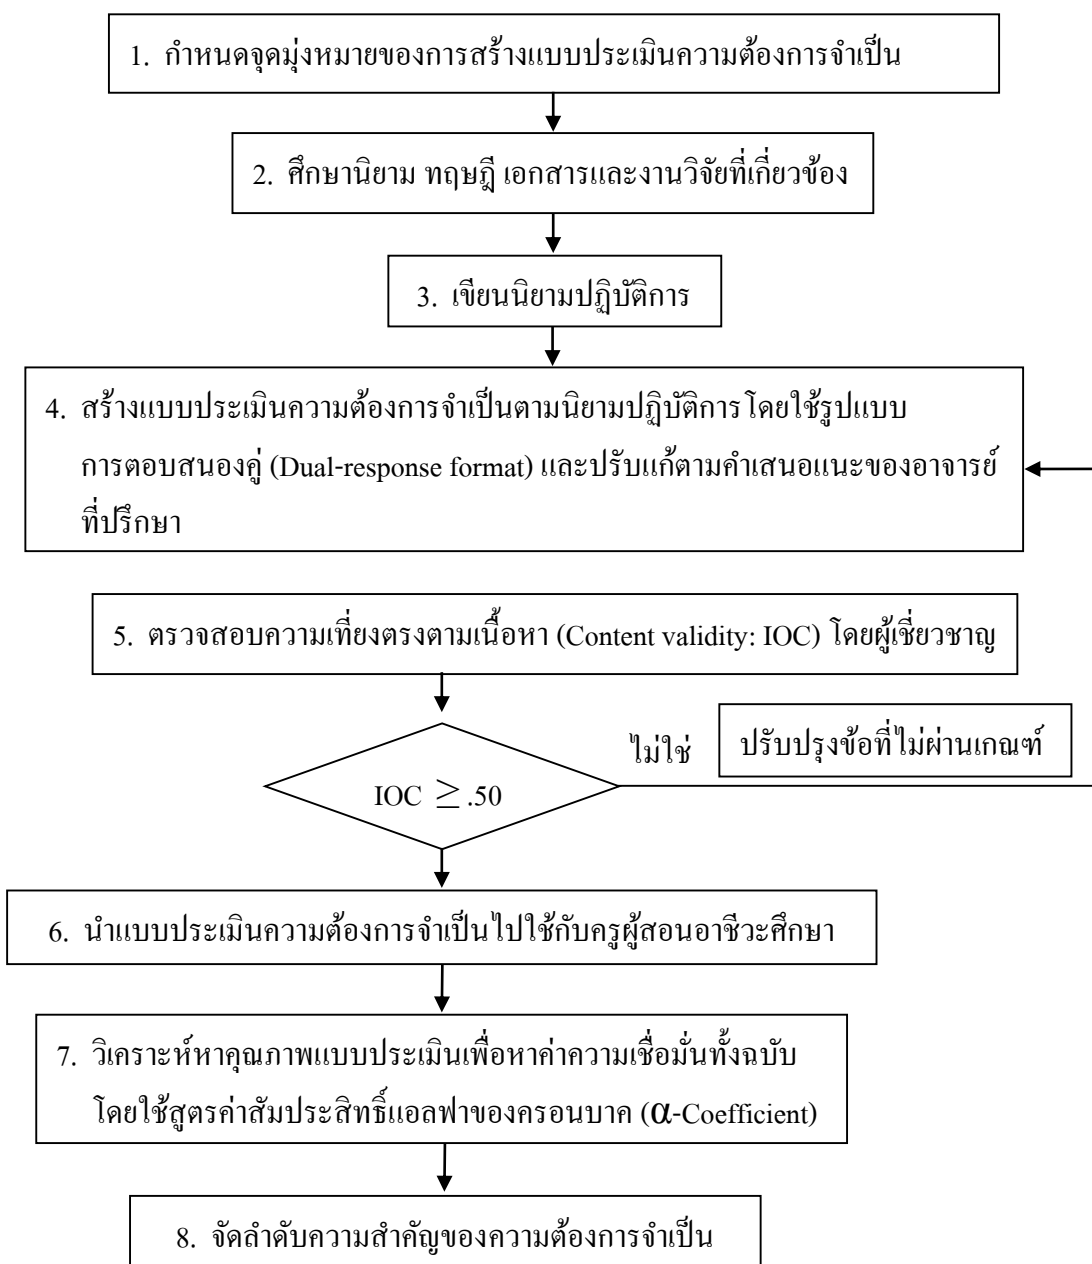 1. กำหนดจุดมุ่งหมายของการสร้างแบบประเมินความต้องการจำเป็น
2. ศึกษานิยาม ทฤษฎี เอกสารและงานวิจัยที่เกี่ยวข้อง
3. เขียนนิยามปฏิบัติการ
4. สร้างแบบประเมินความต้องการจำเป็นตามนิยามปฏิบัติการ โดยใช้รูปแบบ
การตอบสนองคู่ (Dual-response format) และปรับแก้ตามคำเสนอแนะของอาจารย์
ที่ปรึกษา
5. ตรวจสอบความเที่ยงตรงตามเนื้อหา (Content validity: IOC) โดยผู้เชี่ยวชาญ
ไม่ใช่
ปรับปรุงข้อที่ไม่ผ่านเกณฑ์
IOC ≥ .50
6. นำแบบประเมินความต้องการจำเป็นไปใช้กับครูผู้สอนอาชีวะศึกษา
7. วิเคราะห์หาคุณภาพแบบประเมินเพื่อหาค่าความเชื่อมั่นทั้งฉบับ
โดยใช้สูตรค่าสัมประสิทธิ์แอลฟาของครอนบาค (α-Coefficient)
8. จัดลำดับความสำคัญของความต้องการจำเป็น